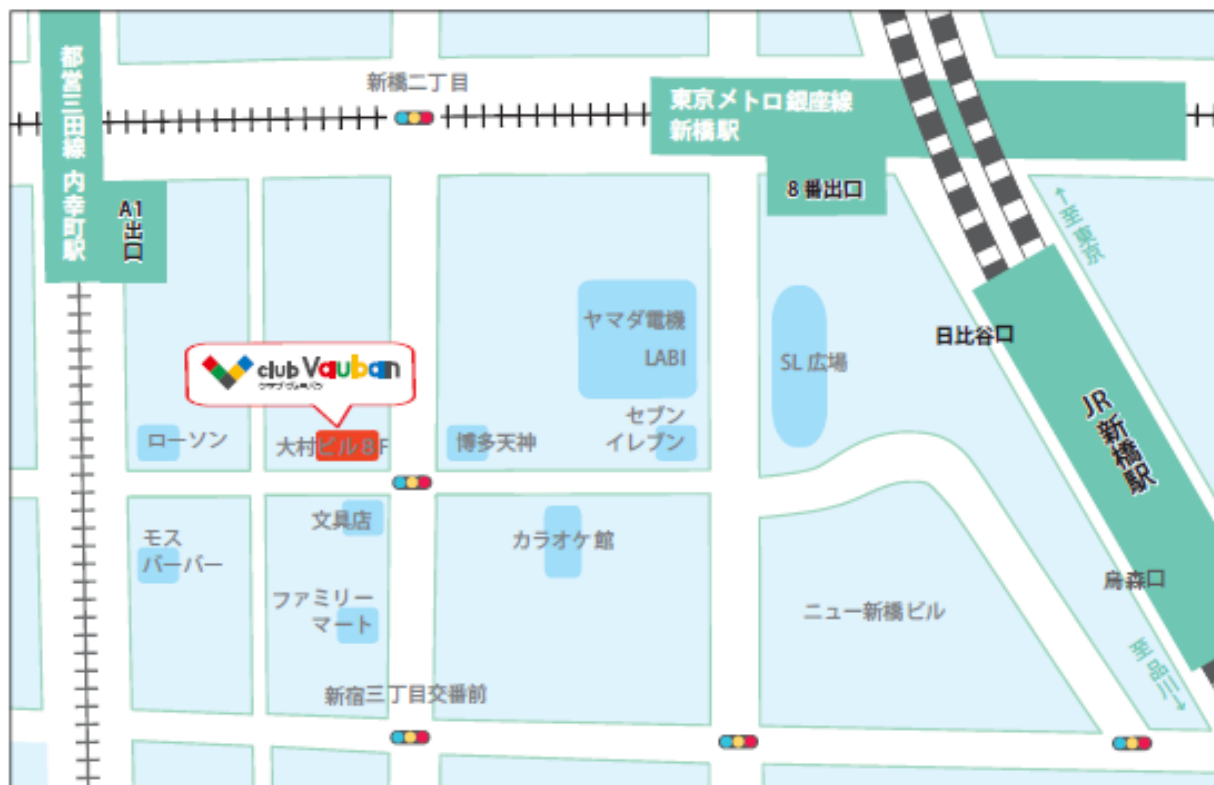 新橋二丁目
都営三田線 内幸町駅
A1
出口
東京メトロ銀座線
新橋駅
8番出口
←至東京
ヤマダ電機
LABI
SL広場
日比谷口
JR新橋駅
club Vauban
クラブヴォーバン
ローソン
大村ビル8F
博多天神
セブン
イレブン
文具店
モス
バーバー
カラオケ館
ファミリー
マート
ニュー新橋ビル
烏森口
至品川→
新宿三丁目交番前